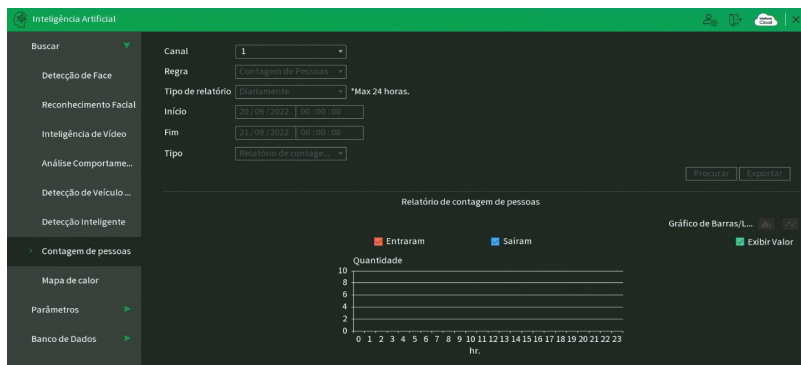 Inteligência Artificial
intelbras Cloud
Buscar
Detecção de Face
Reconhecimento Facial
Inteligência de Vídeo
Análise Comportame...
Detecção de Veículo ...
Detecção Inteligente
Contagem de pessoas
Mapa de calor
Parâmetros
Banco de Dados
Canal 1
Regra Contagem de Pessoas
Tipo de relatório Diariamente *Max 24 horas.
Início 20/09/2022 00:00:00
Fim 21/09/2022 00:00:00
Tipo Relatório de contage...
Procurar Exportar
Relatório de contagem de pessoas
Gráfico de Barras/L...
Entraram Saíram Exibir Valor
Quantidade
10
8
6
4
2
0
0 1 2 3 4 5 6 7 8 9 10 11 12 13 14 15 16 17 18 19 20 21 22 23
hr.